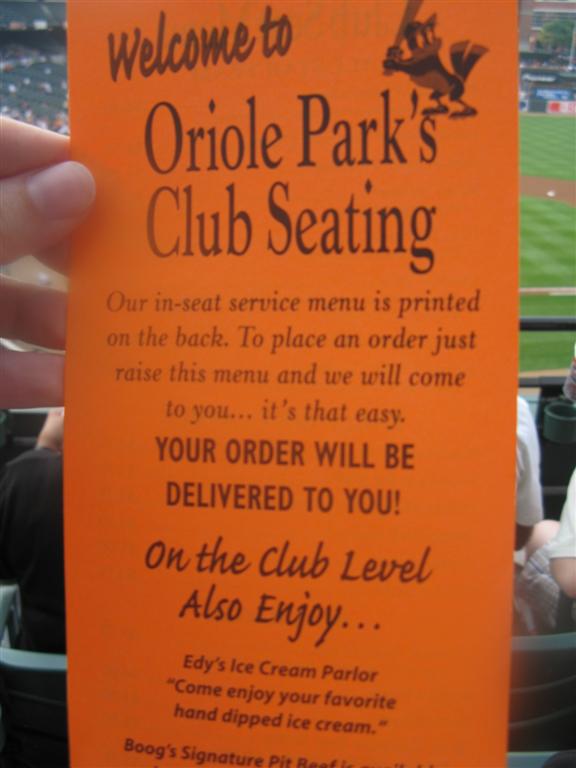 Welcome to
Oriole Park's
Club Seating
Our in-seat service menu is printed
on the back. To place an order just
raise this menu and we will come
to you... it's that easy.
YOUR ORDER WILL BE
DELIVERED TO YOU!
On the Club Level
Also Enjoy...
Edy's Ice Cream Parlor
"Come enjoy your favorite
hand dipped ice cream."
Boog's Signature Pit Beef is